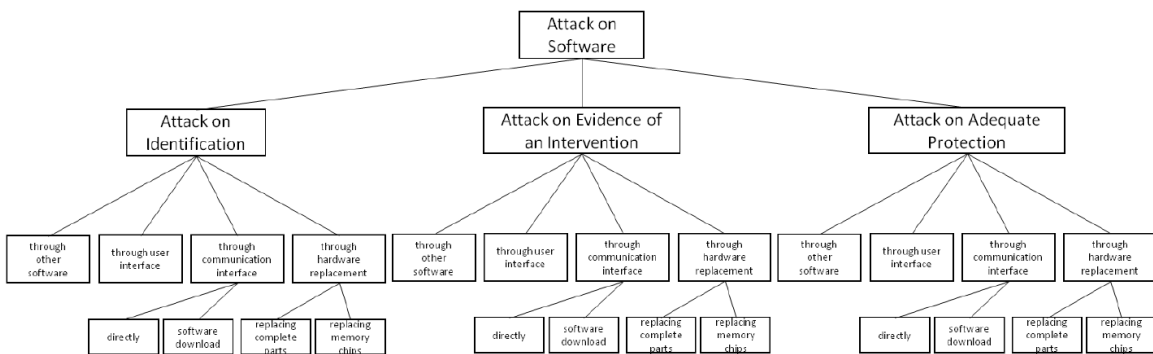 Attack on
Software
Attack on
Identification
Attack on Evidence of
an Intervention
Attack on Adequate
Protection
through
other
software
through user
interface
through
communication
interface
through
hardware
replacement
through
other
software
through user
interface
through
communication
interface
through
hardware
replacement
through
other
software
through user
interface
through
communication
interface
through
hardware
replacement
directly
software
download
replacing
complete
parts
replacing
memory
chips
directly
software
download
replacing
complete
parts
replacing
memory
chips
directly
software
download
replacing
complete
parts
replacing
memory
chips